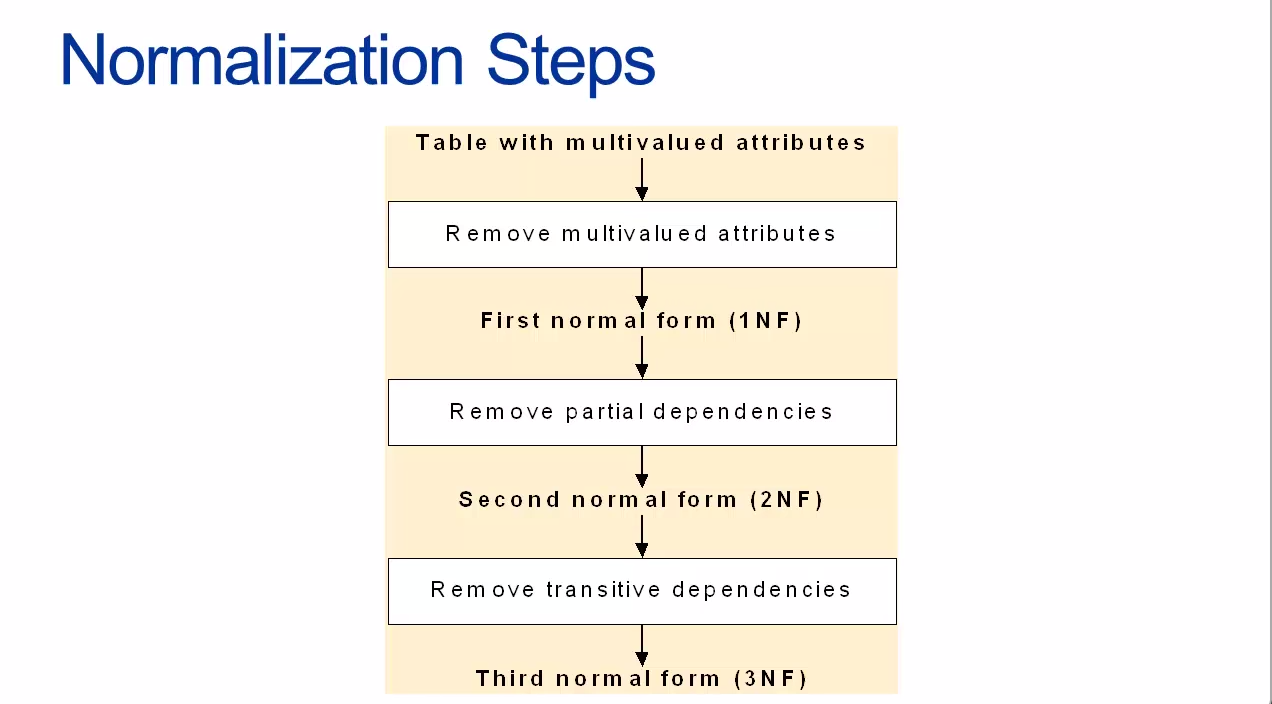 Normalization Steps
Table with multivalued attributes
Remove multivalued attributes
First normal form (1NF)
Remove partial dependencies
Second normal form (2NF)
Remove transitive dependencies
Third normal form (3NF)